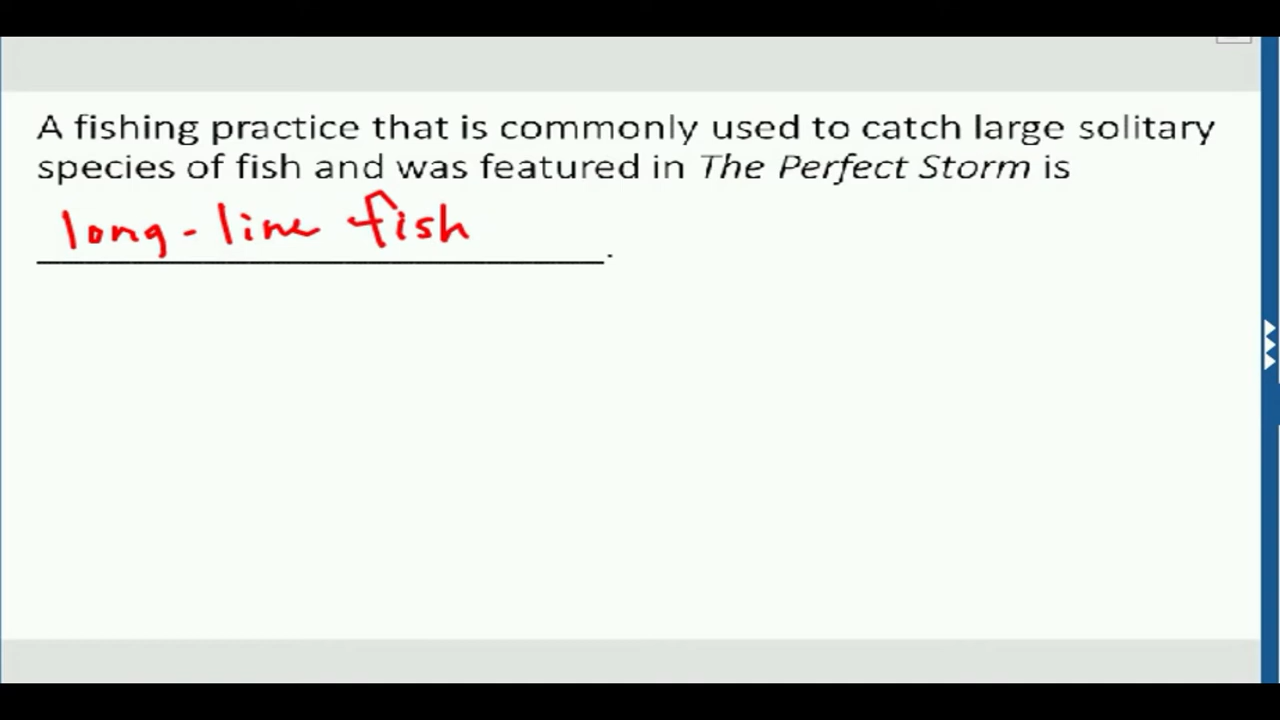 A fishing practice that is commonly used to catch large solitary
species of fish and was featured in The Perfect Storm is
long-line fish
.